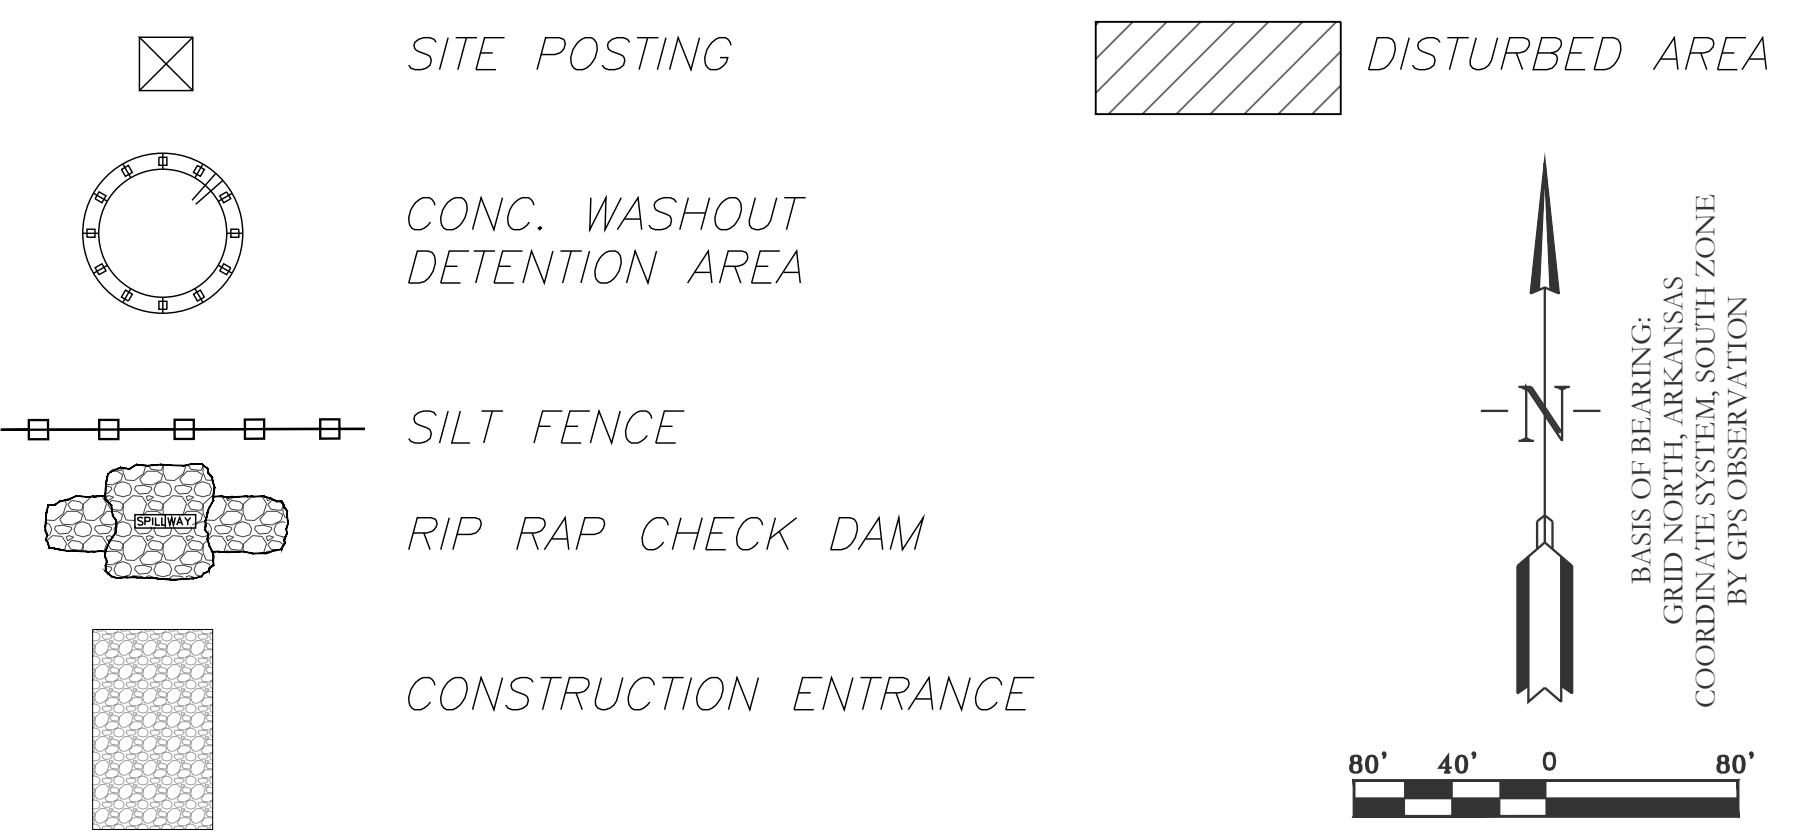 SITE POSTING
DISTURBED AREA
CONC. WASHOUT
DETENTION AREA
SILT FENCE
SPILLWAY
RIP RAP CHECK DAM
CONSTRUCTION ENTRANCE
N
BASIS OF BEARING:
GRID NORTH, ARKANSAS
COORDINATE SYSTEM, SOUTH ZONE
BY GPS OBSERVATION
80' 40' 0 80'